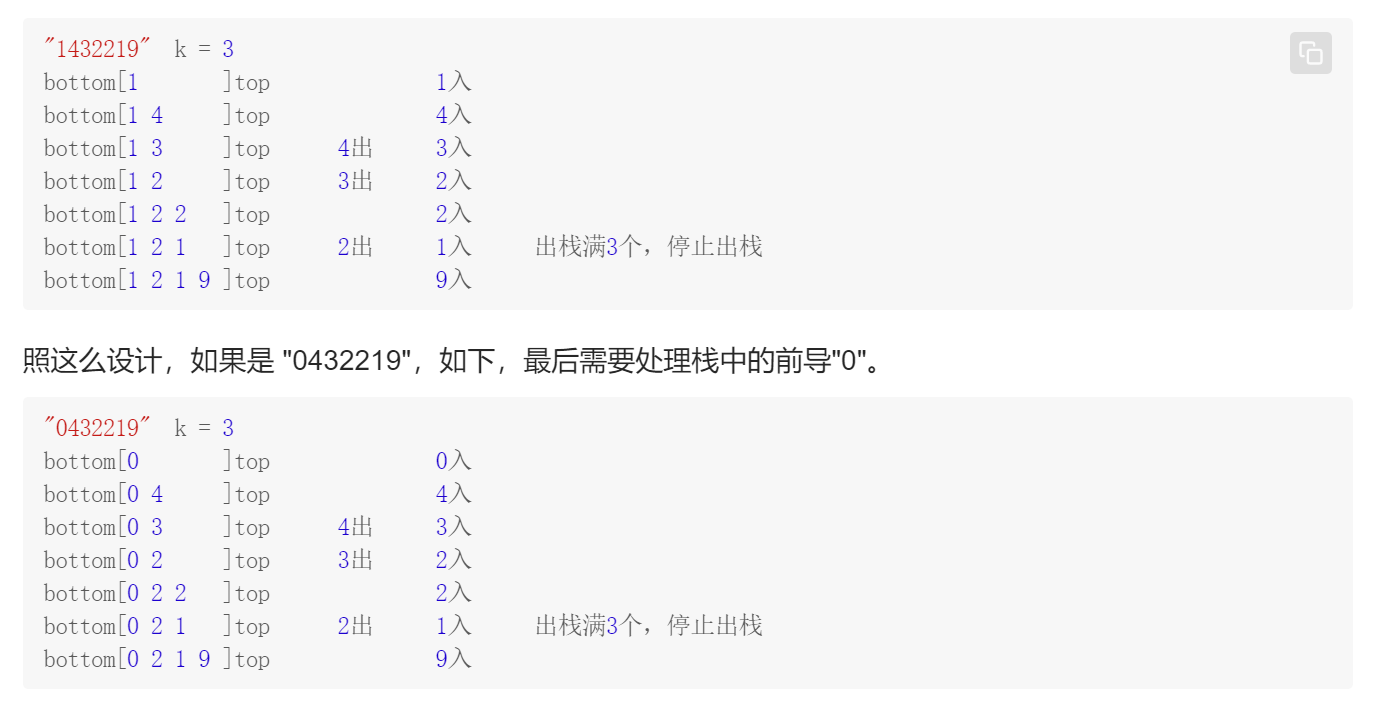 "1432219"  k = 3
bottom[1       ]top             1入
bottom[1 4     ]top             4入
bottom[1 3     ]top     4出     3入
bottom[1 2     ]top     3出     2入
bottom[1 2 2   ]top             2入
bottom[1 2 1   ]top     2出     1入     出栈满3个，停止出栈
bottom[1 2 1 9 ]top             9入
照这么设计，如果是 "0432219"，如下，最后需要处理栈中的前导"0"。
"0432219"  k = 3
bottom[0       ]top             0入
bottom[0 4     ]top             4入
bottom[0 3     ]top     4出     3入
bottom[0 2     ]top     3出     2入
bottom[0 2 2   ]top             2入
bottom[0 2 1   ]top     2出     1入     出栈满3个，停止出栈
bottom[0 2 1 9 ]top             9入